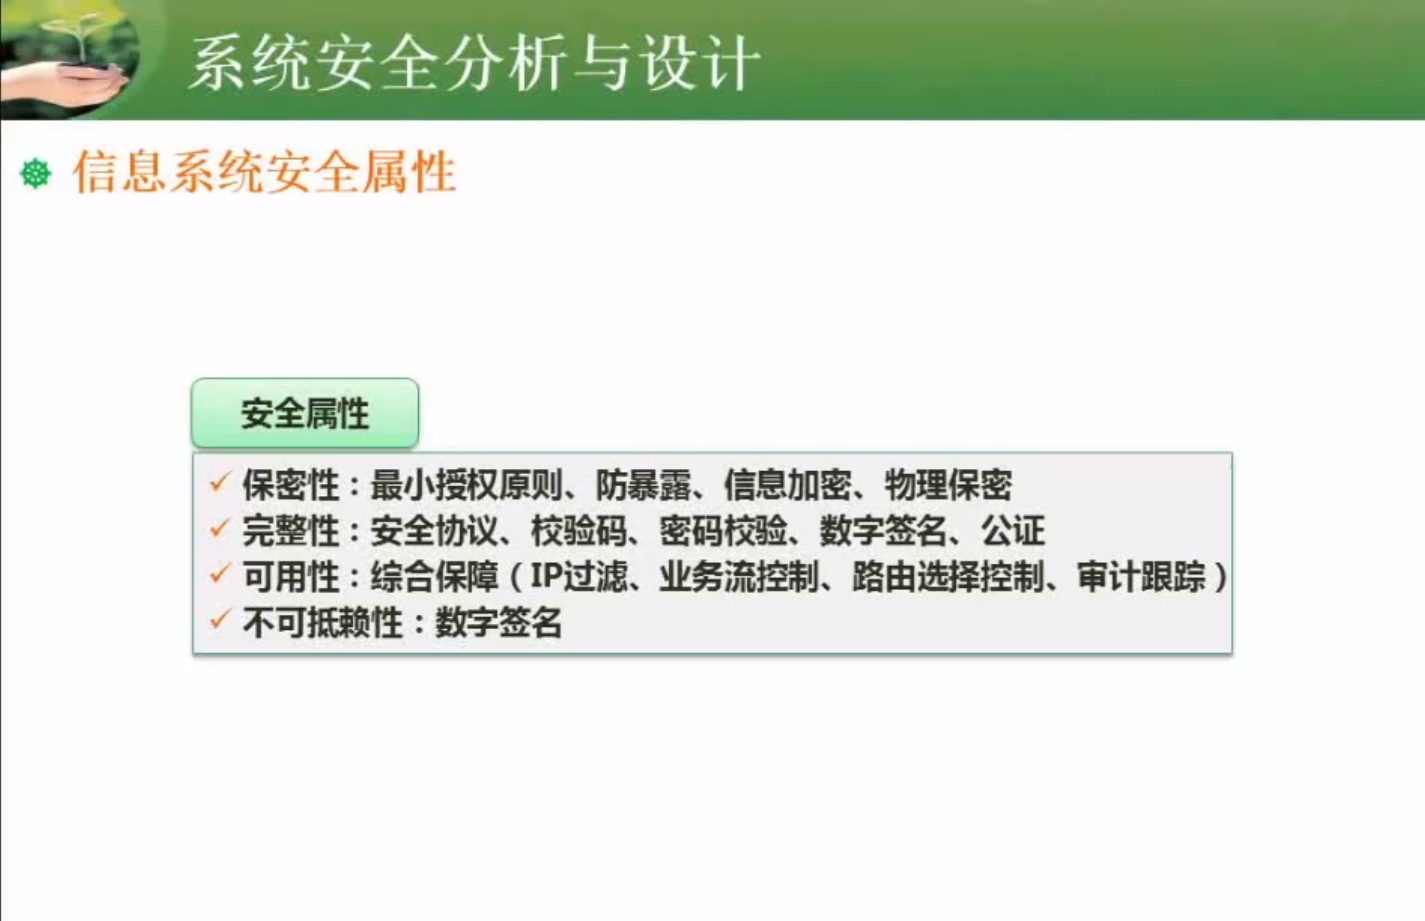 系统安全分析与设计
信息系统安全属性
安全属性
保密性：最小授权原则、防暴露、信息加密、物理保密
完整性：安全协议、校验码、密码校验、数字签名、公证
可用性：综合保障（IP过滤、业务流控制、路由选择控制、审计跟踪）
不可抵赖性：数字签名